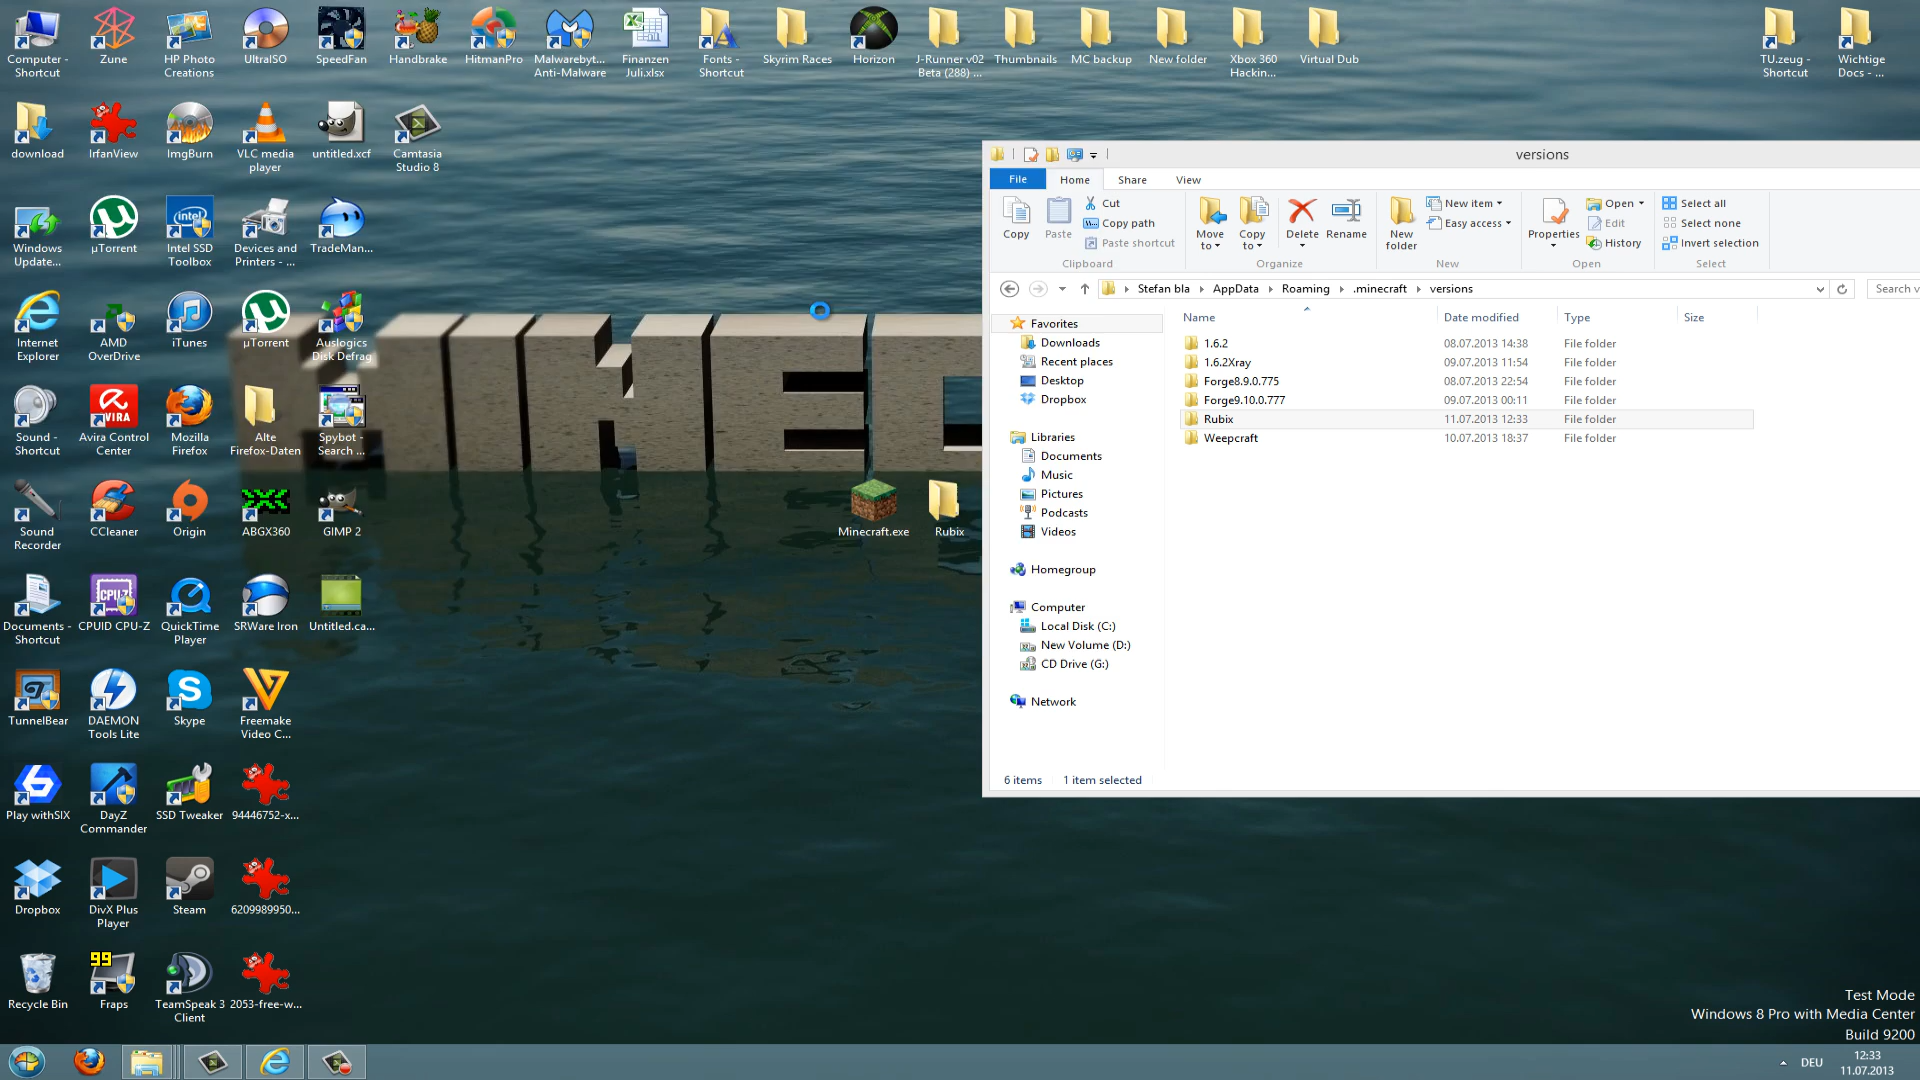 Computer -
Shortcut
Zune
HP Photo
Creations
UltraISO
SpeedFan
Handbrake
HitmanPro
Malwarebyt...
Anti-Malware
Finanzen
Juli.xlsx
Fonts -
Shortcut
Skyrim Races
Horizon
J-Runner v02
Beta (288) ...
Thumbnails
MC backup
New folder
Xbox 360
Hackin...
Virtual Dub
TU.zeug -
Shortcut
Wichtige
Docs - ...
download
IrfanView
ImgBurn
VLC media
player
untitled.xcf
Camtasia
Studio 8
Windows
Update...
µTorrent
intel
Intel SSD
Toolbox
Devices and
Printers - ...
TradeMan...
Internet
Explorer
AMD
OverDrive
iTunes
µTorrent
Auslogics
Disk Defrag
Sound -
Shortcut
AVIRA
Avira Control
Center
Mozilla
Firefox
Alte
Firefox-Daten
Spybot -
Search ...
Sound
Recorder
CCleaner
Origin
ABGX360
GIMP 2
Minecraft.exe
Rubix
Documents -
Shortcut
CPU-Z
CPUID CPU-Z
QuickTime
Player
SRWare Iron
Untitled.ca...
TunnelBear
DAEMON
Tools Lite
Skype
Freemake
Video C...
Play withSIX
DayZ
Commander
SSD Tweaker
94446752-x...
Dropbox
DivX Plus
Player
Steam
6209989950...
Recycle Bin
99
Fraps
TeamSpeak 3
Client
2053-free-w...
versions
File
Home
Share
View
Copy
Paste
Cut
Copy path
Paste shortcut
Clipboard
Move
to
Copy
to
Delete
Rename
Organize
New
folder
New item
Easy access
New
Properties
Open
Edit
History
Open
Select all
Select none
Invert selection
Select
Stefan bla
AppData
Roaming
.minecraft
versions
Search v
Favorites
Downloads
Recent places
Desktop
Dropbox
Libraries
Documents
Music
Pictures
Podcasts
Videos
Homegroup
Computer
Local Disk (C:)
New Volume (D:)
CD Drive (G:)
Network
Name Date modified Type Size
1.6.2 08.07.2013 14:38 File folder
1.6.2Xray 09.07.2013 11:54 File folder
Forge8.9.0.775 08.07.2013 22:54 File folder
Forge9.10.0.777 09.07.2013 00:11 File folder
Rubix 11.07.2013 12:33 File folder
Weepcraft 10.07.2013 18:37 File folder
6 items 1 item selected
Test Mode
Windows 8 Pro with Media Center
Build 9200
DEU
12:33
11.07.2013